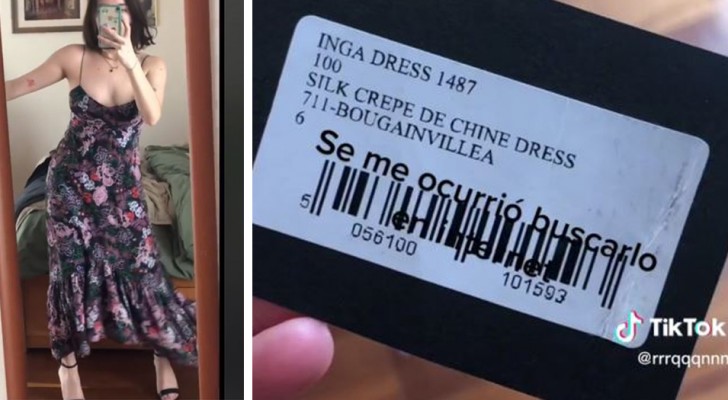 INGA DRESS 1487
100
SILK CREPE DE CHINE DRESS
711-BOUGAINVILLEA
6
Se me ocurrió buscarlo
en internet
5 056100 101593
TikTok
@rrrqqqnnn